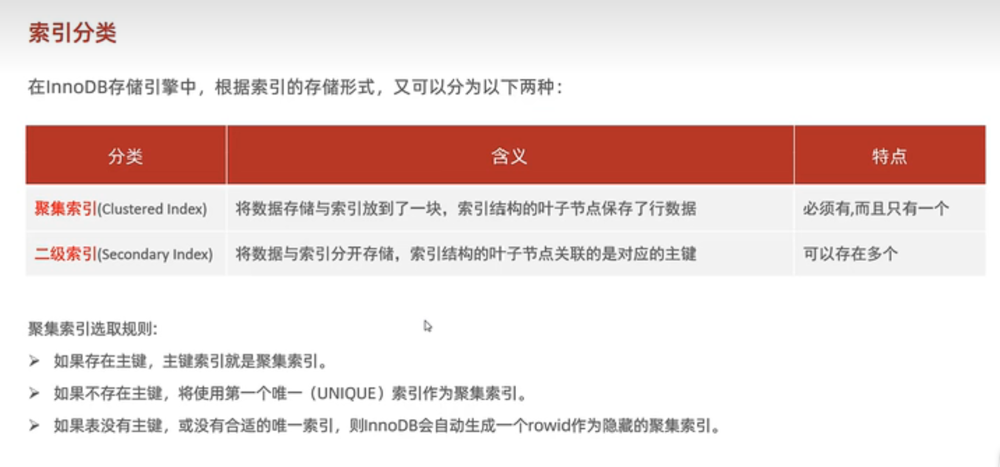 索引分类
在InnoDB存储引擎中，根据索引的存储形式，又可以分为以下两种：
分类 含义 特点
聚集索引(Clustered Index) 将数据存储与索引放到了一块，索引结构的叶子节点保存了行数据 必须有,而且只有一个
二级索引(Secondary Index) 将数据与索引分开存储，索引结构的叶子节点关联的是对应的主键 可以存在多个
聚集索引选取规则:
➤ 如果存在主键，主键索引就是聚集索引。
➤ 如果不存在主键，将使用第一个唯一（UNIQUE）索引作为聚集索引。
➤ 如果表没有主键，或没有合适的唯一索引，则InnoDB会自动生成一个rowid作为隐藏的聚集索引。